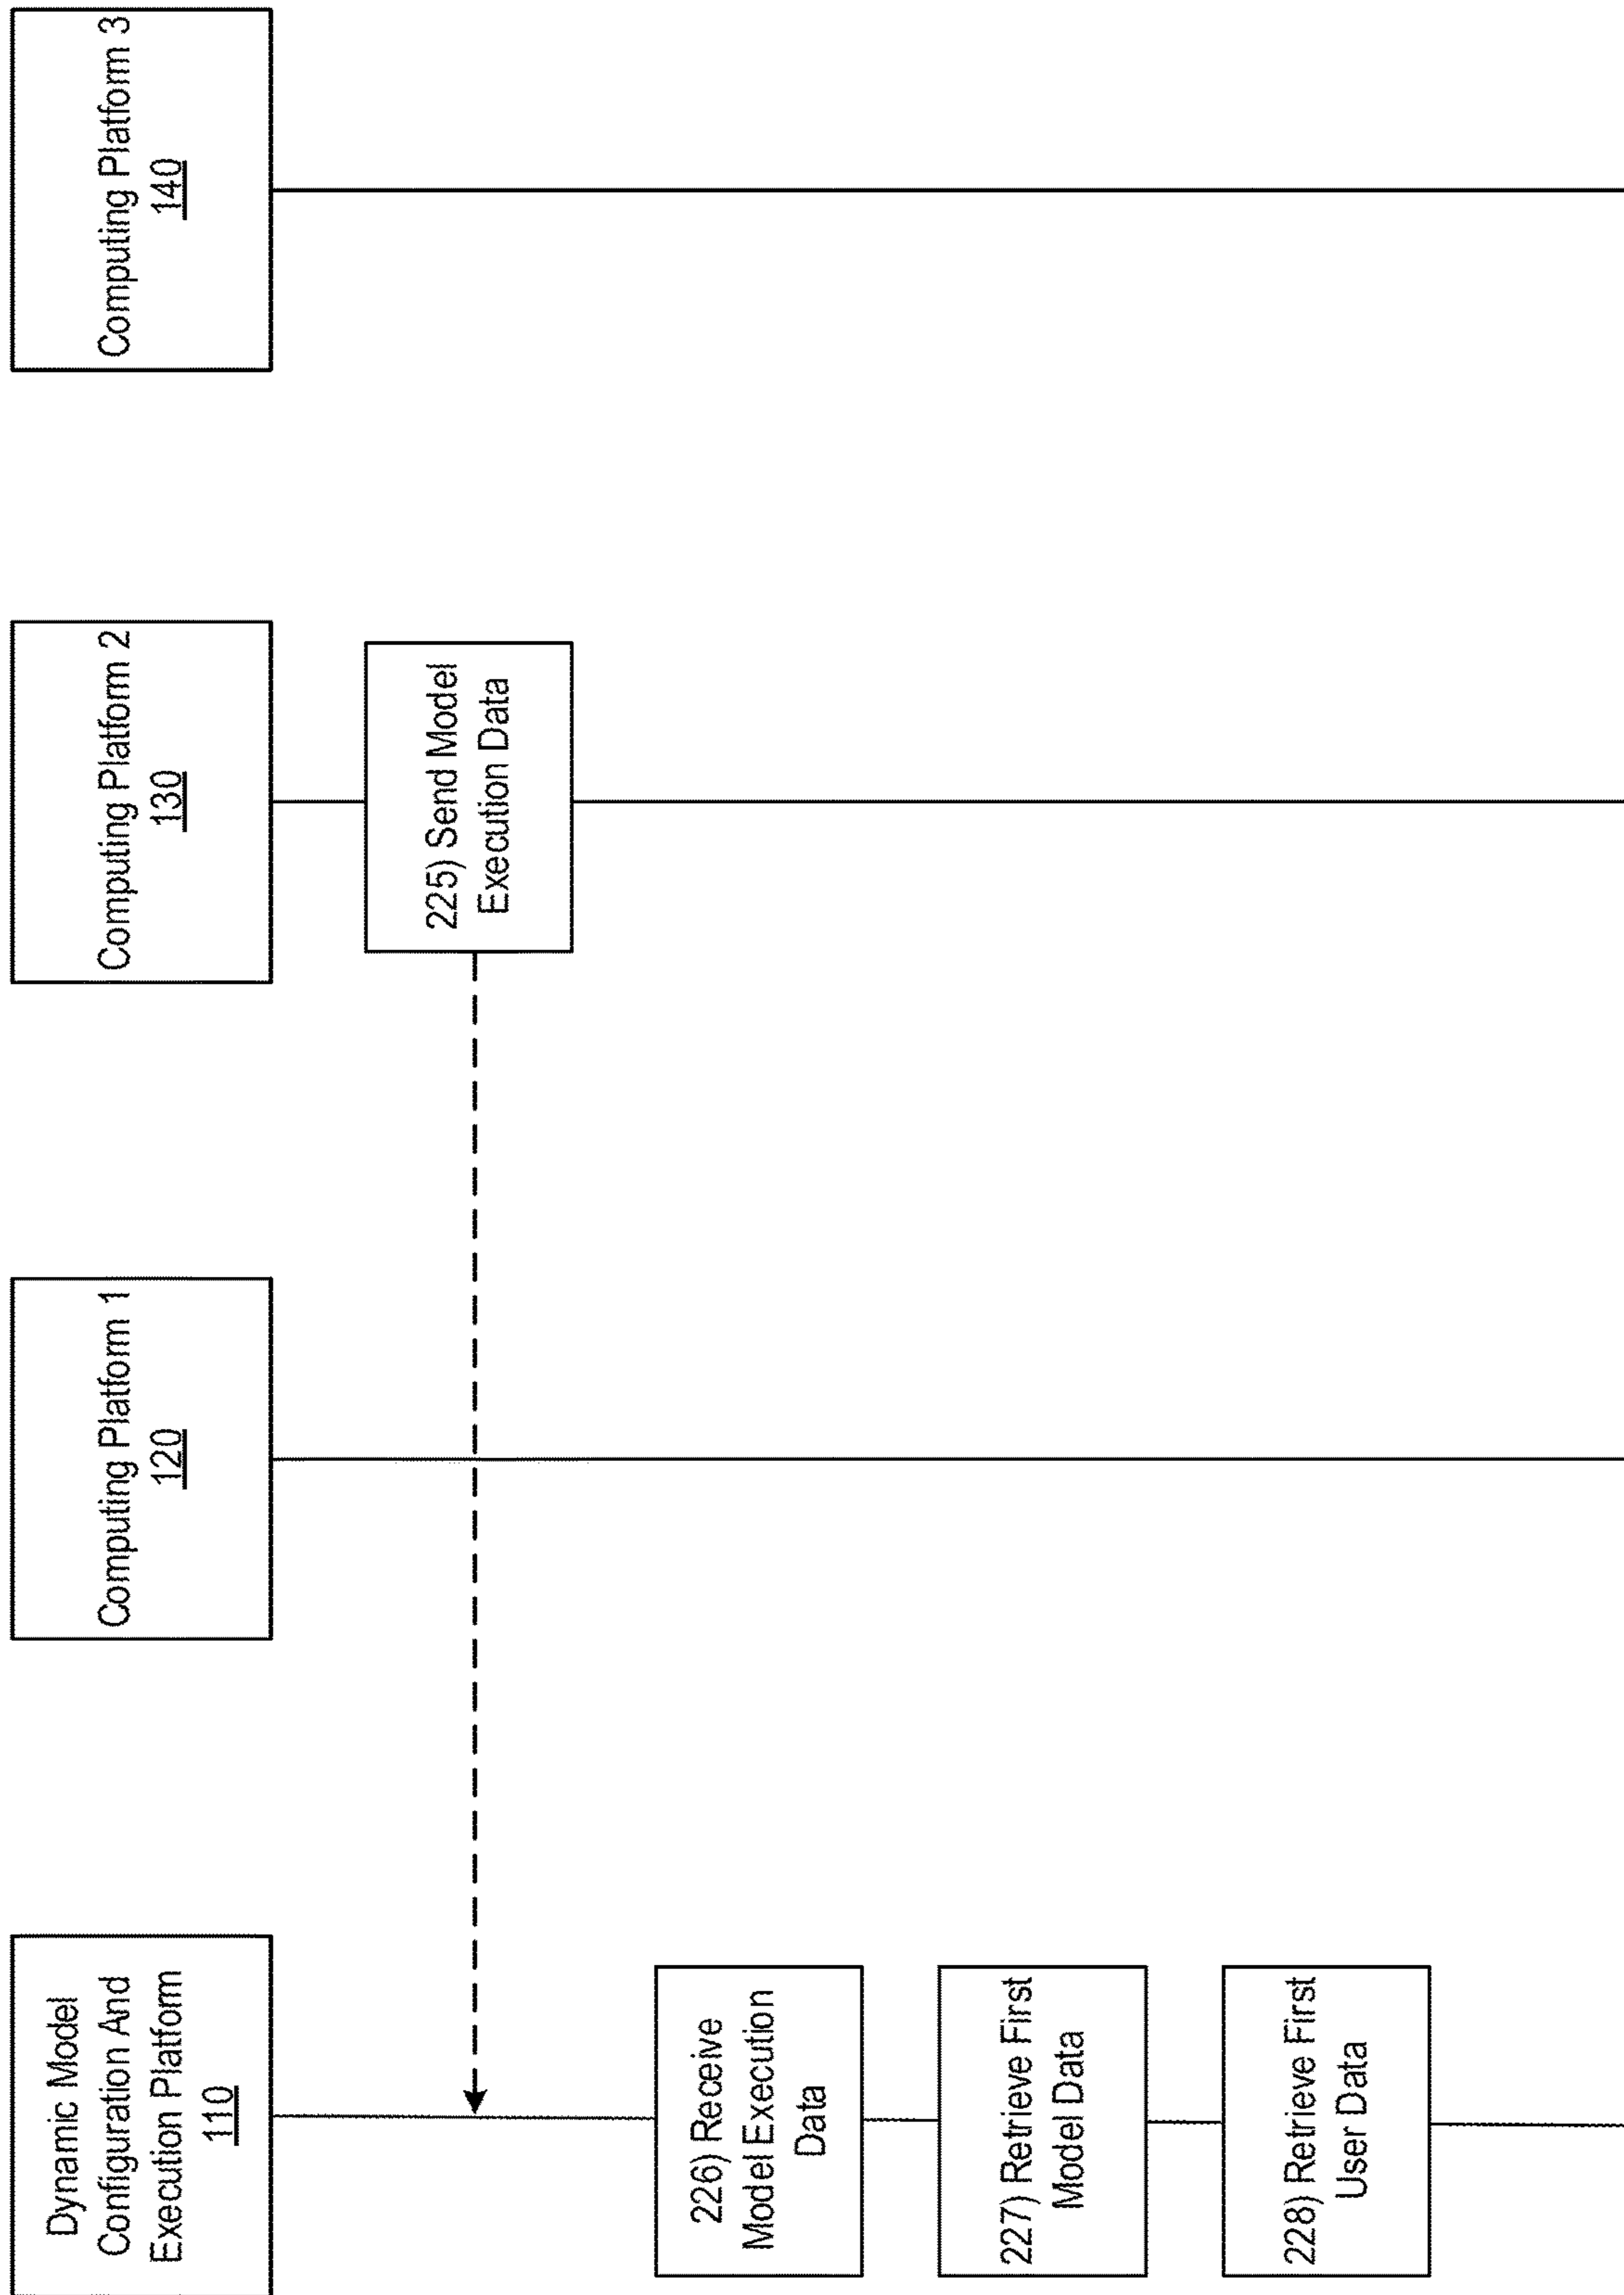 Dynamic Model
Configuration And
Execution Platform
110
Computing Platform 1
120
Computing Platform 2
130
Computing Platform 3
140
225) Send Model
Execution Data
226) Receive
Model Execution
Data
227) Retrieve First
Model Data
228) Retrieve First
User Data